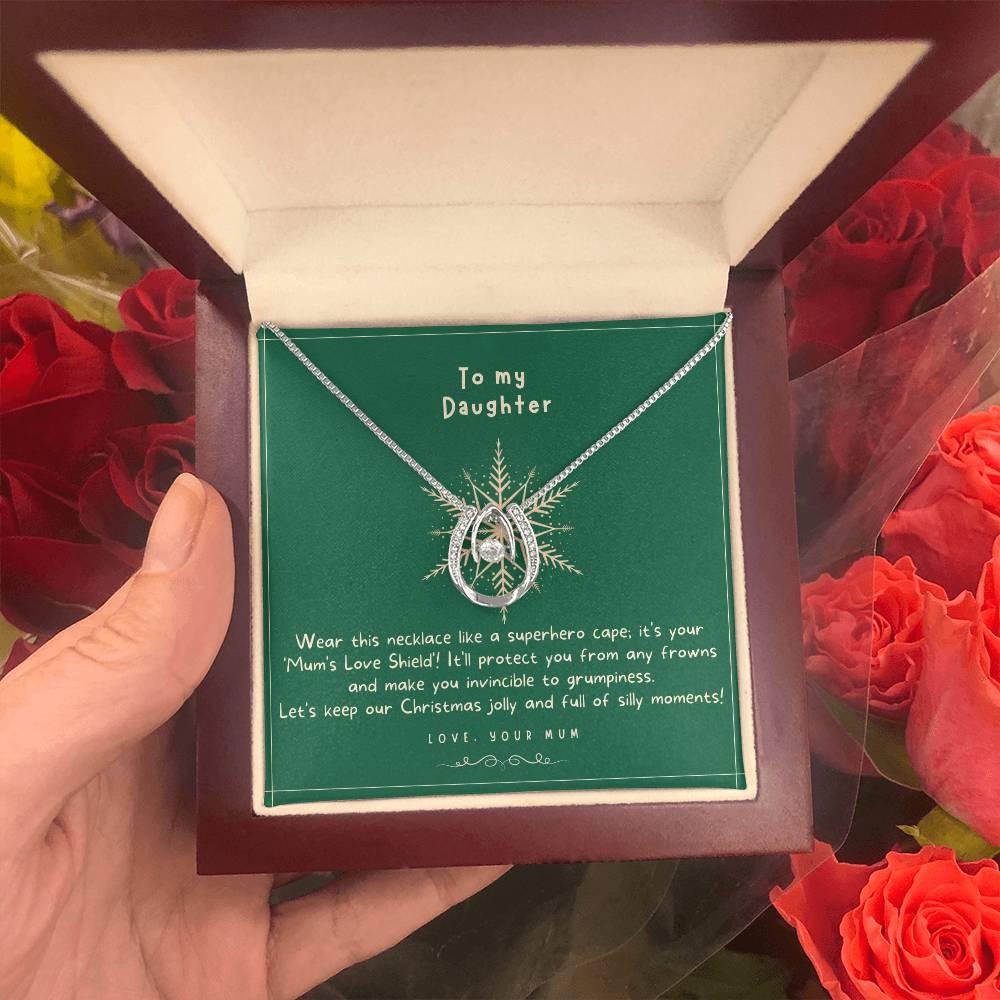 To my
Daughter
Wear this necklace like a superhero cape; it's your
'Mum's Love Shield'! It'll protect you from any frowns
and make you invincible to grumpiness.
Let's keep our Christmas jolly and full of silly moments!
LOVE, YOUR MUM